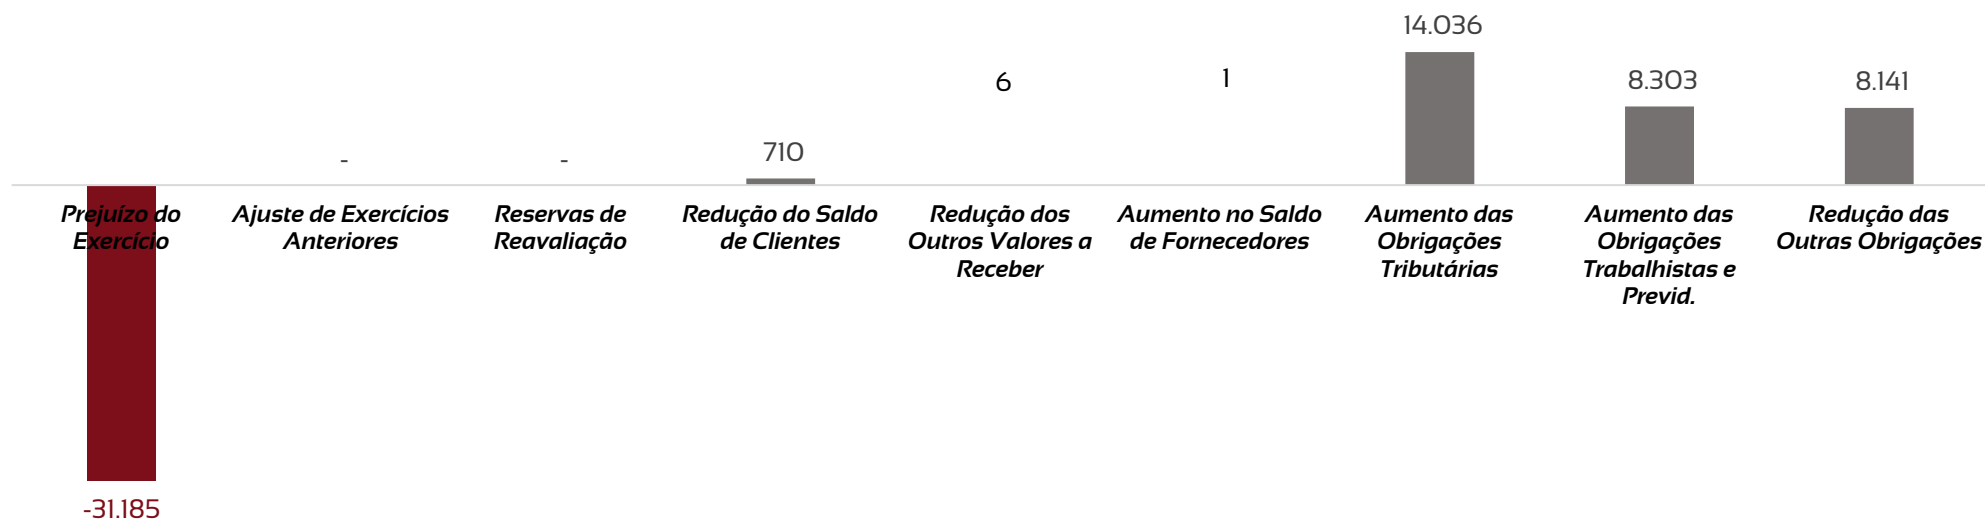 14.036
6
1
8.303
8.141
-
-
710
Prejuízo do
Exercício
Ajuste de Exercícios
Anteriores
Reservas de
Reavaliação
Redução do Saldo
de Clientes
Redução dos
Outros Valores a
Receber
Aumento no Saldo
de Fornecedores
Aumento das
Obrigações
Tributárias
Aumento das
Obrigações
Trabalhistas e
Previd.
Redução das
Outras Obrigações
-31.185